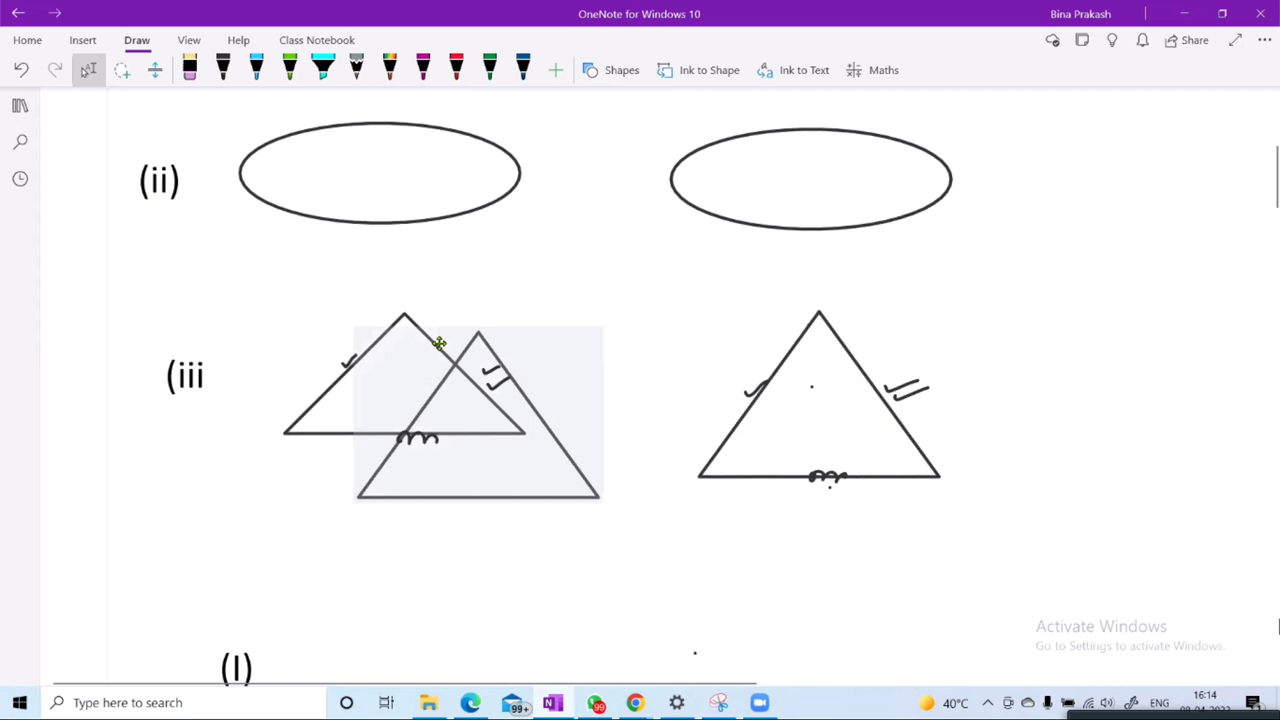 OneNote for Windows 10
Bina Prakash
Home Insert Draw View Help Class Notebook
Share
Shapes Ink to Shape Ink to Text Maths
(ii)
(iii
(I)
Activate Windows
Go to Settings to activate Windows.
Type here to search
99+
99
40°C
ENG
16:14